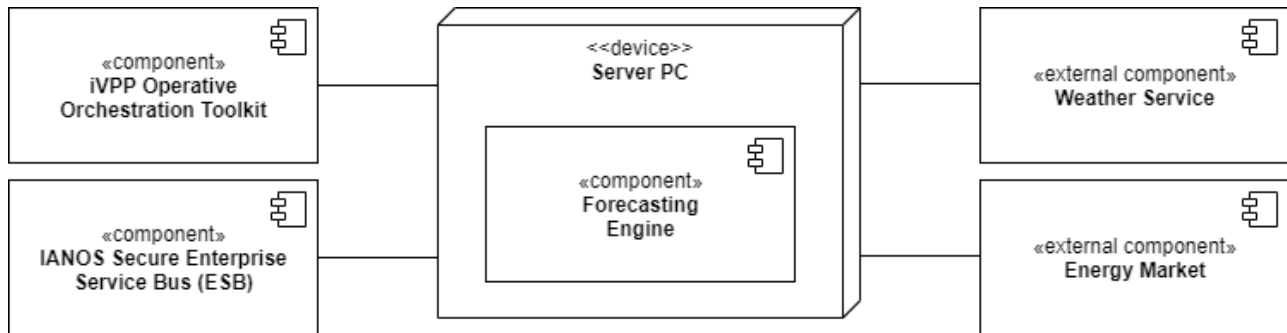 «component»
iVPP Operative
Orchestration Toolkit
«component»
IANOS Secure Enterprise
Service Bus (ESB)
<<device>>
Server PC
«component»
Forecasting
Engine
«external component»
Weather Service
«external component»
Energy Market